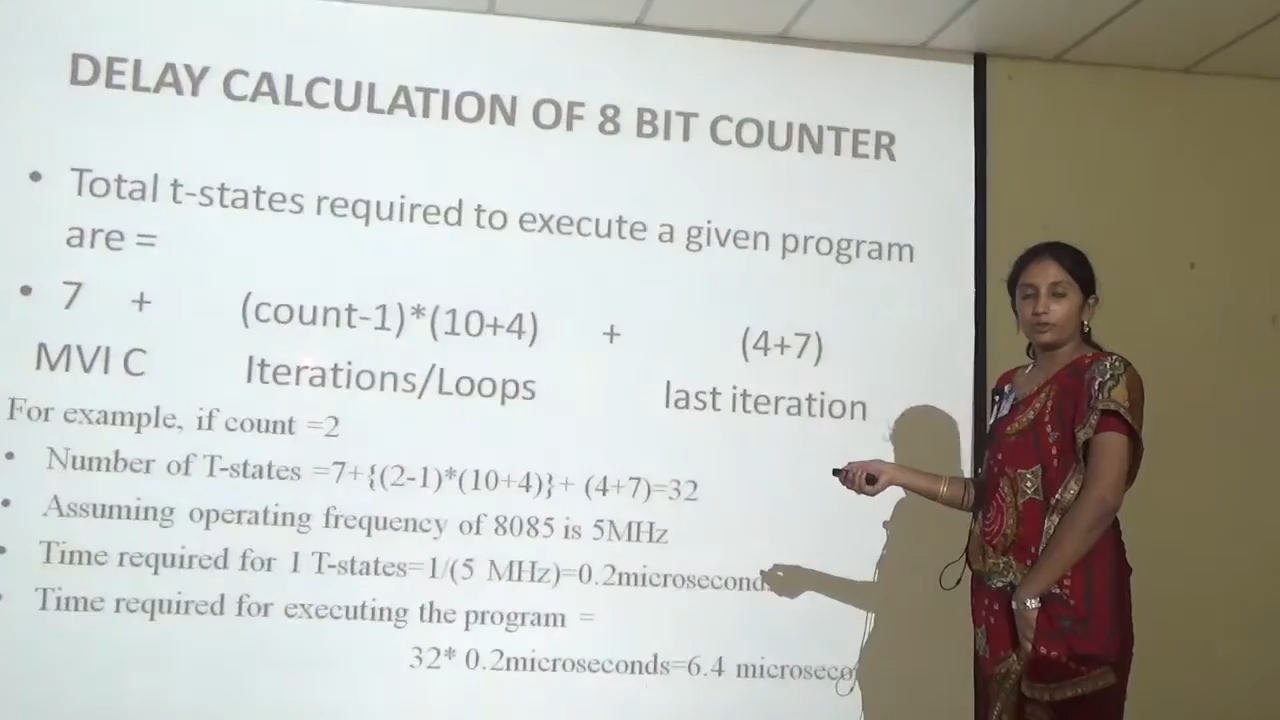 DELAY CALCULATION OF 8 BIT COUNTER
• Total t-states required to execute a given program
are =
• 7 + (count-1)*(10+4) + (4+7)
MVI C Iterations/Loops last iteration
For example, if count =2
• Number of T-states =7+{(2-1)*(10+4)}+ (4+7)=32
• Assuming operating frequency of 8085 is 5MHz
• Time required for 1 T-states=1/(5 MHz)=0.2microsecond
• Time required for executing the program =
32* 0.2microseconds=6.4 microseco